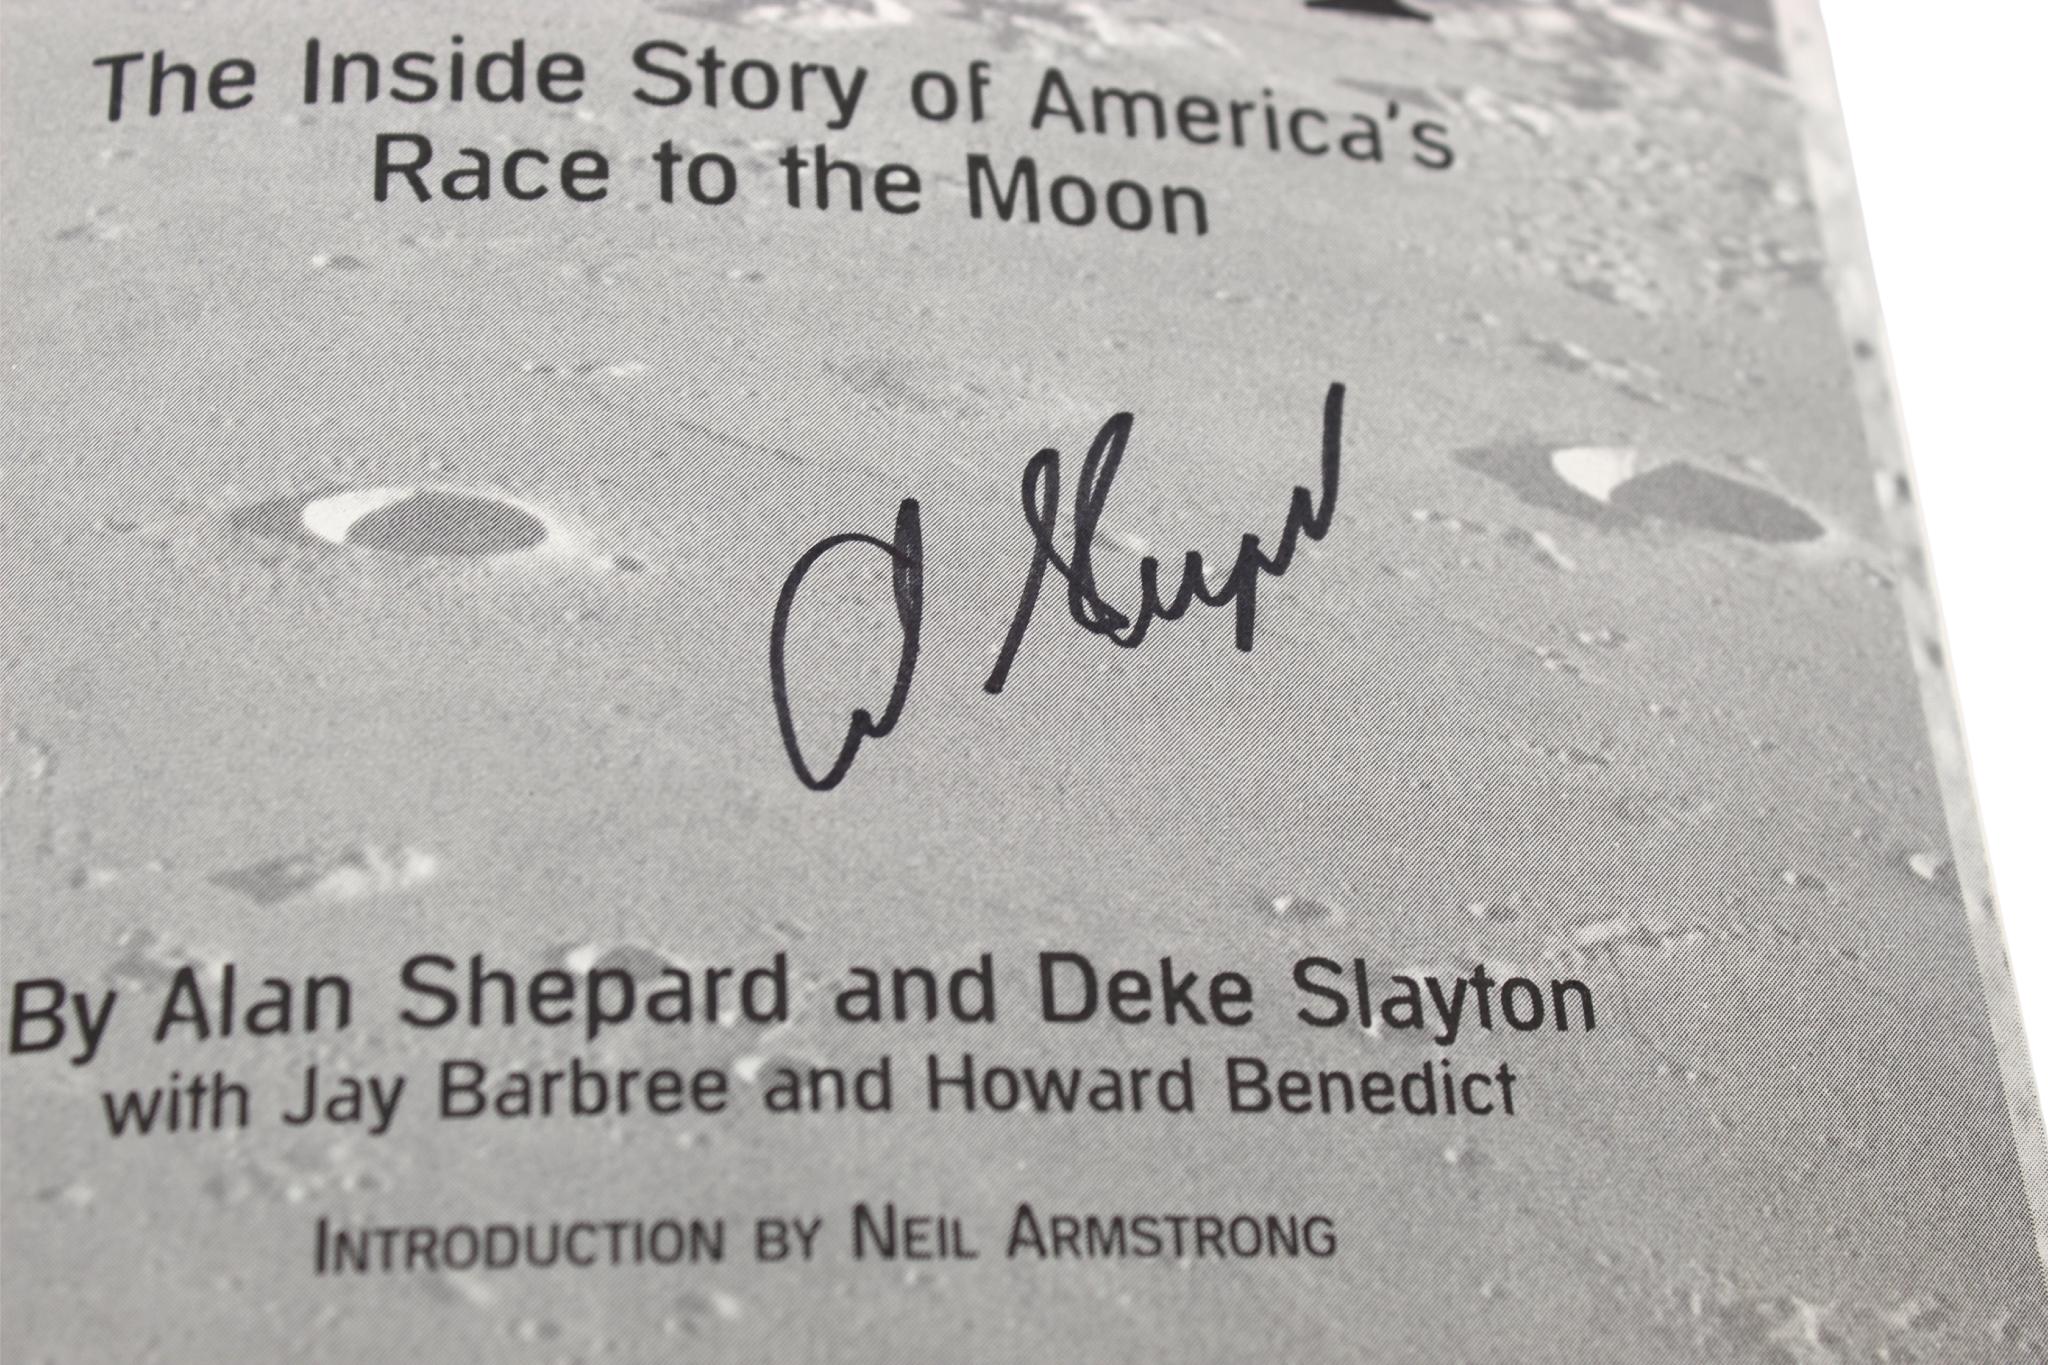 The Inside Story of America's
Race to the Moon
By Alan Shepard and Deke Slayton
with Jay Barbree and Howard Benedict
INTRODUCTION BY NEIL ARMSTRONG